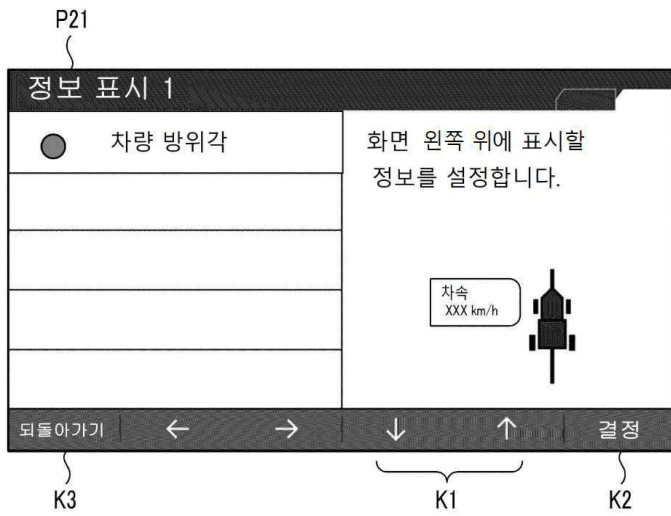 P21
정보 표시 1
차량 방위각
화면 왼쪽 위에 표시할
정보를 설정합니다.
차속
XXX km/h
되돌아가기 ← → ↓ ↑ 결정
K3 K1 K2